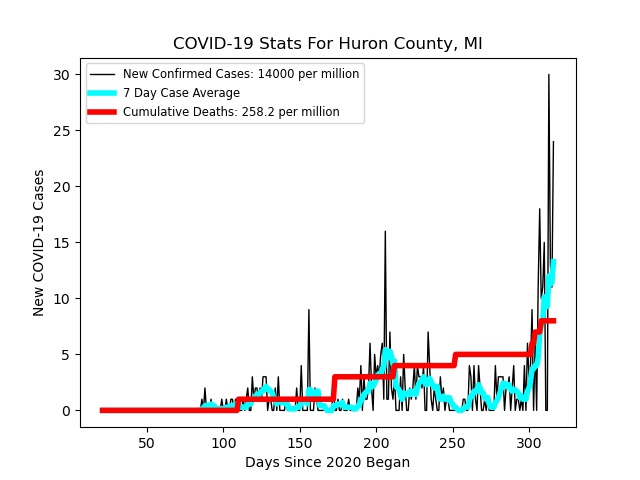 COVID-19 Stats For Huron County, MI
New Confirmed Cases: 14000 per million
7 Day Case Average
Cumulative Deaths: 258.2 per million
30
25
20
15
10
5
0
New COVID-19 Cases
50 100 150 200 250 300
Days Since 2020 Began